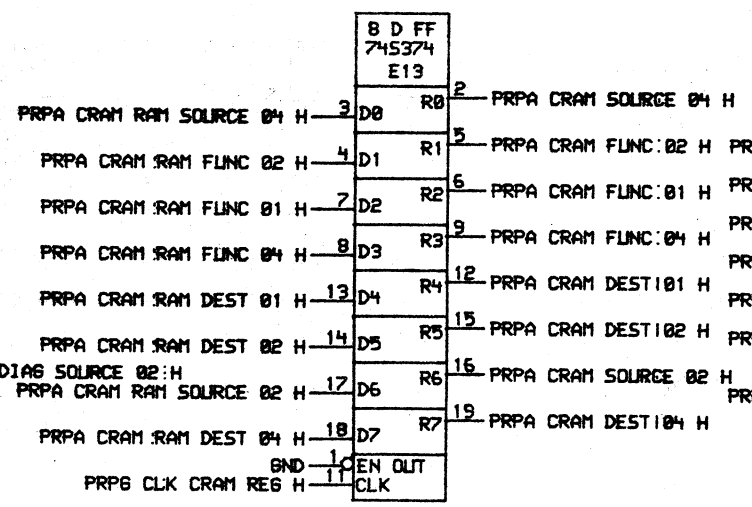 8 D FF
74S374
E13
PRPA CRAM RAM SOURCE 04 H 3 D0 R0 2 PRPA CRAM SOURCE 04 H
PRPA CRAM RAM FUNC 02 H 4 D1 R1 5 PRPA CRAM FUNC 02 H PR
PRPA CRAM RAM FUNC 01 H 7 D2 R2 6 PRPA CRAM FUNC 01 H PR
PRPA CRAM RAM FUNC 04 H 8 D3 R3 9 PRPA CRAM FUNC 04 H PR
PR
PRPA CRAM RAM DEST 01 H 13 D4 R4 12 PRPA CRAM DEST 01 H PR
PRPA CRAM RAM DEST 02 H 14 D5 R5 15 PRPA CRAM DEST 02 H PR
DIAG SOURCE 02 H
PRPA CRAM RAM SOURCE 02 H 17 D6 R6 16 PRPA CRAM SOURCE 02 H
PR
PRPA CRAM RAM DEST 04 H 18 D7 R7 19 PRPA CRAM DEST 04 H
GND 1 EN OUT
PRPG CLK CRAM REG H 11 CLK